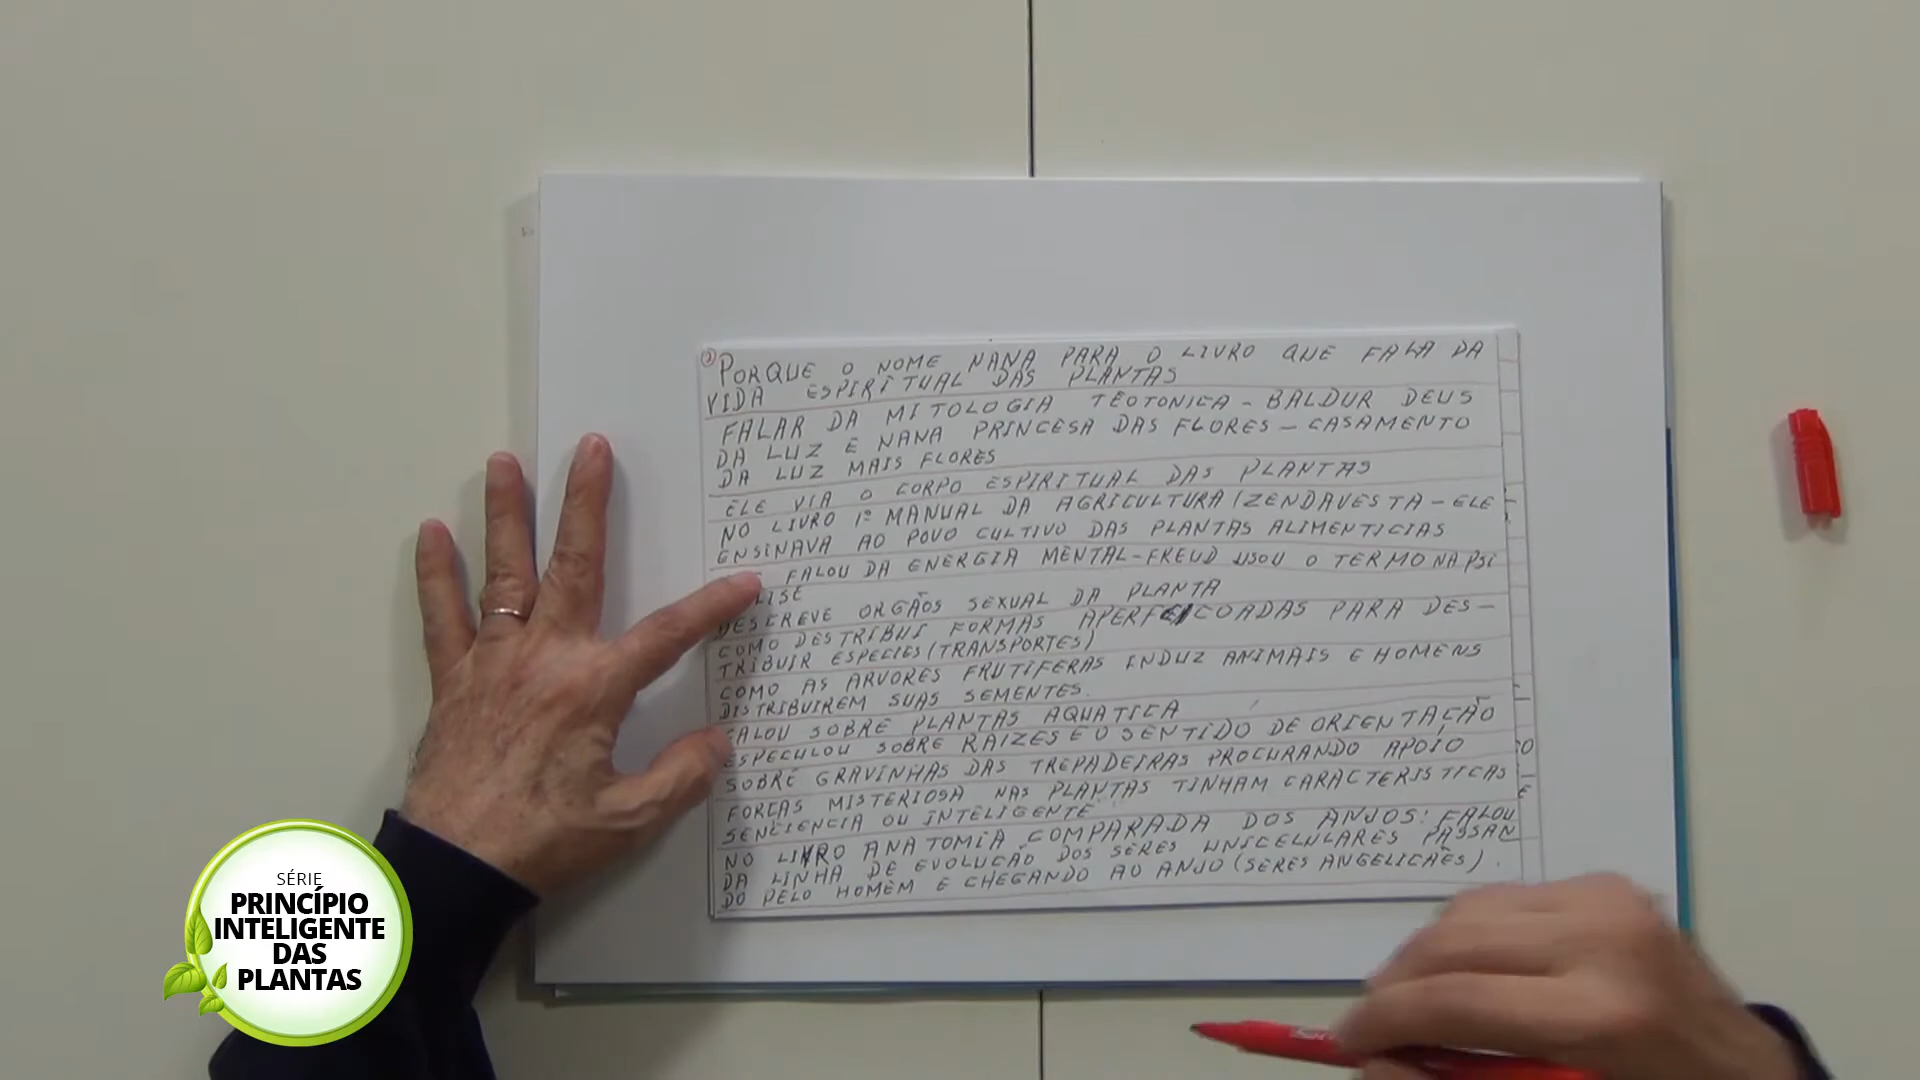 ② PORQUE O NOME NANA PARA O LIVRO QUE FALA DA
VIDA ESPIRITUAL DAS PLANTAS
FALAR DA MITOLOGIA TEOTONICA - BALDUR DEUS
DA LUZ E NANA PRINCESA DAS FLORES - CASAMENTO
DA LUZ MAIS FLORES
ELE VIA O CORPO ESPIRITUAL DAS PLANTAS
NO LIVRO 1º MANUAL DA AGRICULTURA/ZENDAVESTA - ELE
ENSINAVA AO POVO CULTIVO DAS PLANTAS ALIMENTICIAS
FALOU DA ENERGIA MENTAL - FREUD USOU O TERMO NA PSI
LISE
DESCREVE ORGÃOS SEXUAL DA PLANTA
COMO DESTRIBUI FORMAS APERFEICOADAS PARA DES-
TRIBUIR ESPECIES (TRANSPORTES)
COMO AS ARVORES FRUTIFERAS INDUZ ANIMAIS E HOMENS
DISTRIBUIREM SUAS SEMENTES.
FALOU SOBRE PLANTAS AQUATICA
ESPECULOU SOBRE RAIZES E O SENTIDO DE ORIENTAÇÃO
SOBRE GRAVINHAS DAS TREPADEIRAS PROCURANDO APOIO
FORCAS MISTERIOSA NAS PLANTAS TINHAM CARACTERISTICAS
SENCIENCIA OU INTELIGENTE
NO LIVRO ANATOMIA COMPARADA DOS ANJOS: FALOU
DA LINHA DE EVOLUCÃO DOS SERES UNICELULARES PASSAN
DO PELO HOMEM E CHEGANDO AO ANJO (SERES ANGELICAES).
SÉRIE
PRINCÍPIO
INTELIGENTE
DAS
PLANTAS